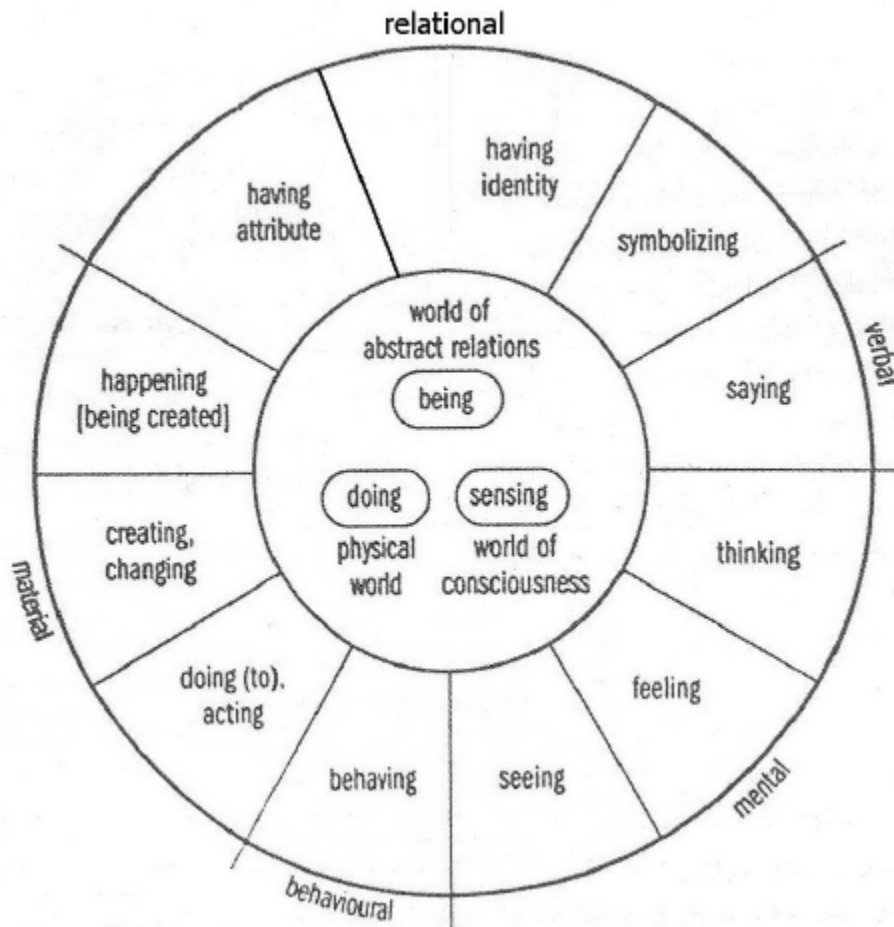 relational
having
identity
having
attribute
symbolizing
world of
abstract relations
being
happening
[being created]
saying
verbal
doing
sensing
physical
world
world of
consciousness
creating,
changing
thinking
material
doing (to),
acting
feeling
behaving
seeing
mental
behavioural